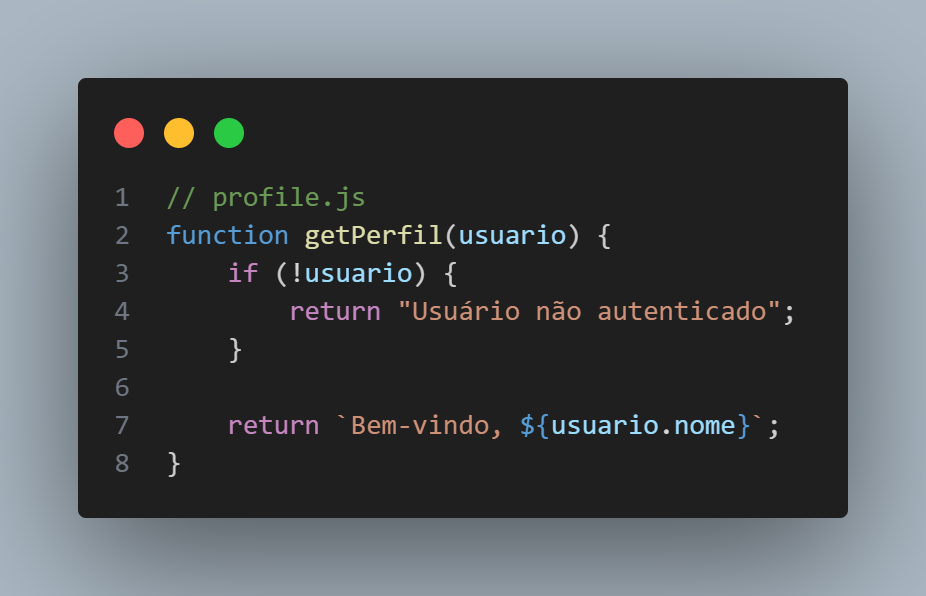 1 // profile.js
2 function getPerfil(usuario) {
3     if (!usuario) {
4         return "Usuário não autenticado";
5     }
6
7     return `Bem-vindo, ${usuario.nome}`;
8 }